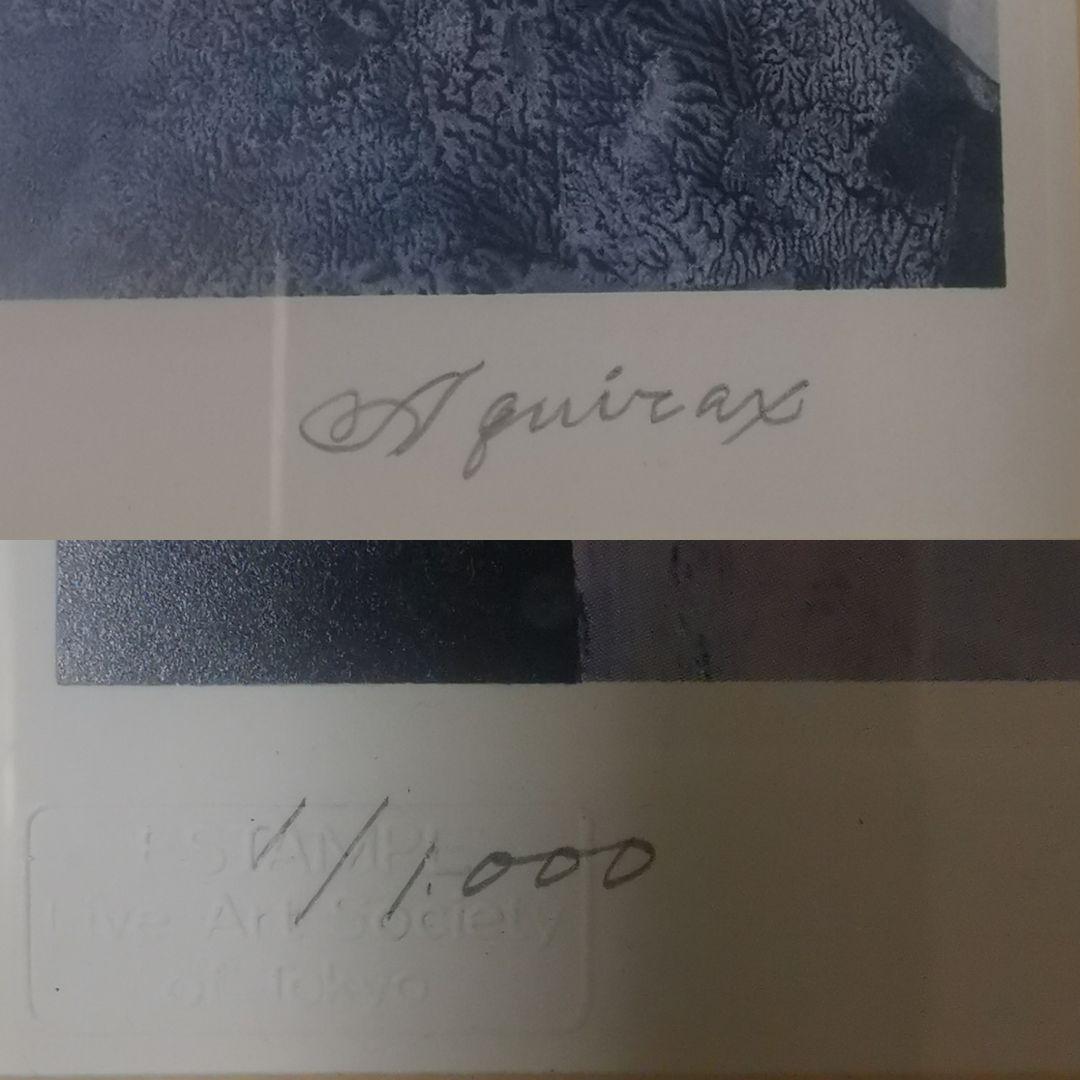 Aquirax
1/1.000
ESTAMPE
Live Art Society
of Tokyo